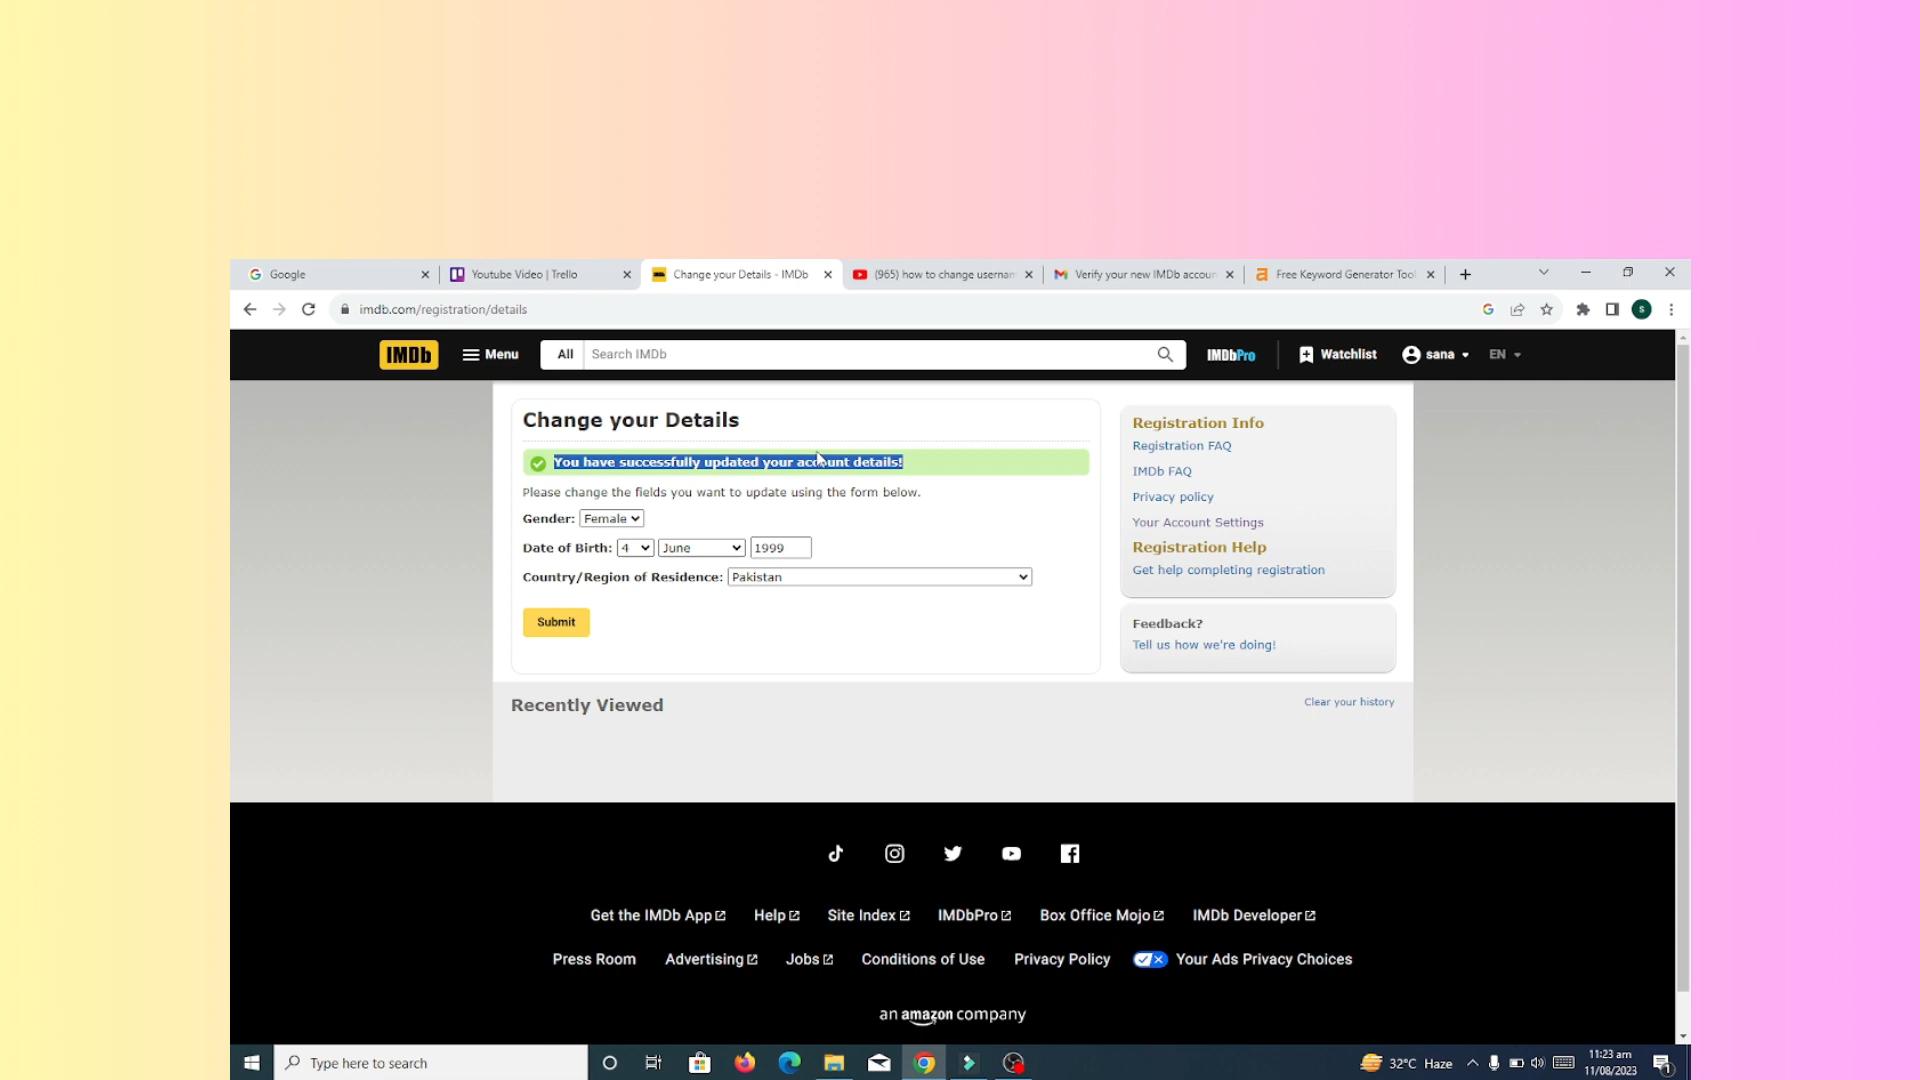 Google
Youtube Video | Trello
Change your Details - IMDb
(965) how to change usernam
Verify your new IMDb accoun
Free Keyword Generator Tool
imdb.com/registration/details
IMDb
Menu
All
Search IMDb
IMDbPro
Watchlist
sana
EN
Change your Details
You have successfully updated your account details!
Please change the fields you want to update using the form below.
Gender: Female
Date of Birth: 4 June 1999
Country/Region of Residence: Pakistan
Submit
Registration Info
Registration FAQ
IMDb FAQ
Privacy policy
Your Account Settings
Registration Help
Get help completing registration
Feedback?
Tell us how we're doing!
Recently Viewed
Clear your history
Get the IMDb App
Help
Site Index
IMDbPro
Box Office Mojo
IMDb Developer
Press Room
Advertising
Jobs
Conditions of Use
Privacy Policy
Your Ads Privacy Choices
an amazon company
Type here to search
32°C Haze
11:23 am
11/08/2023